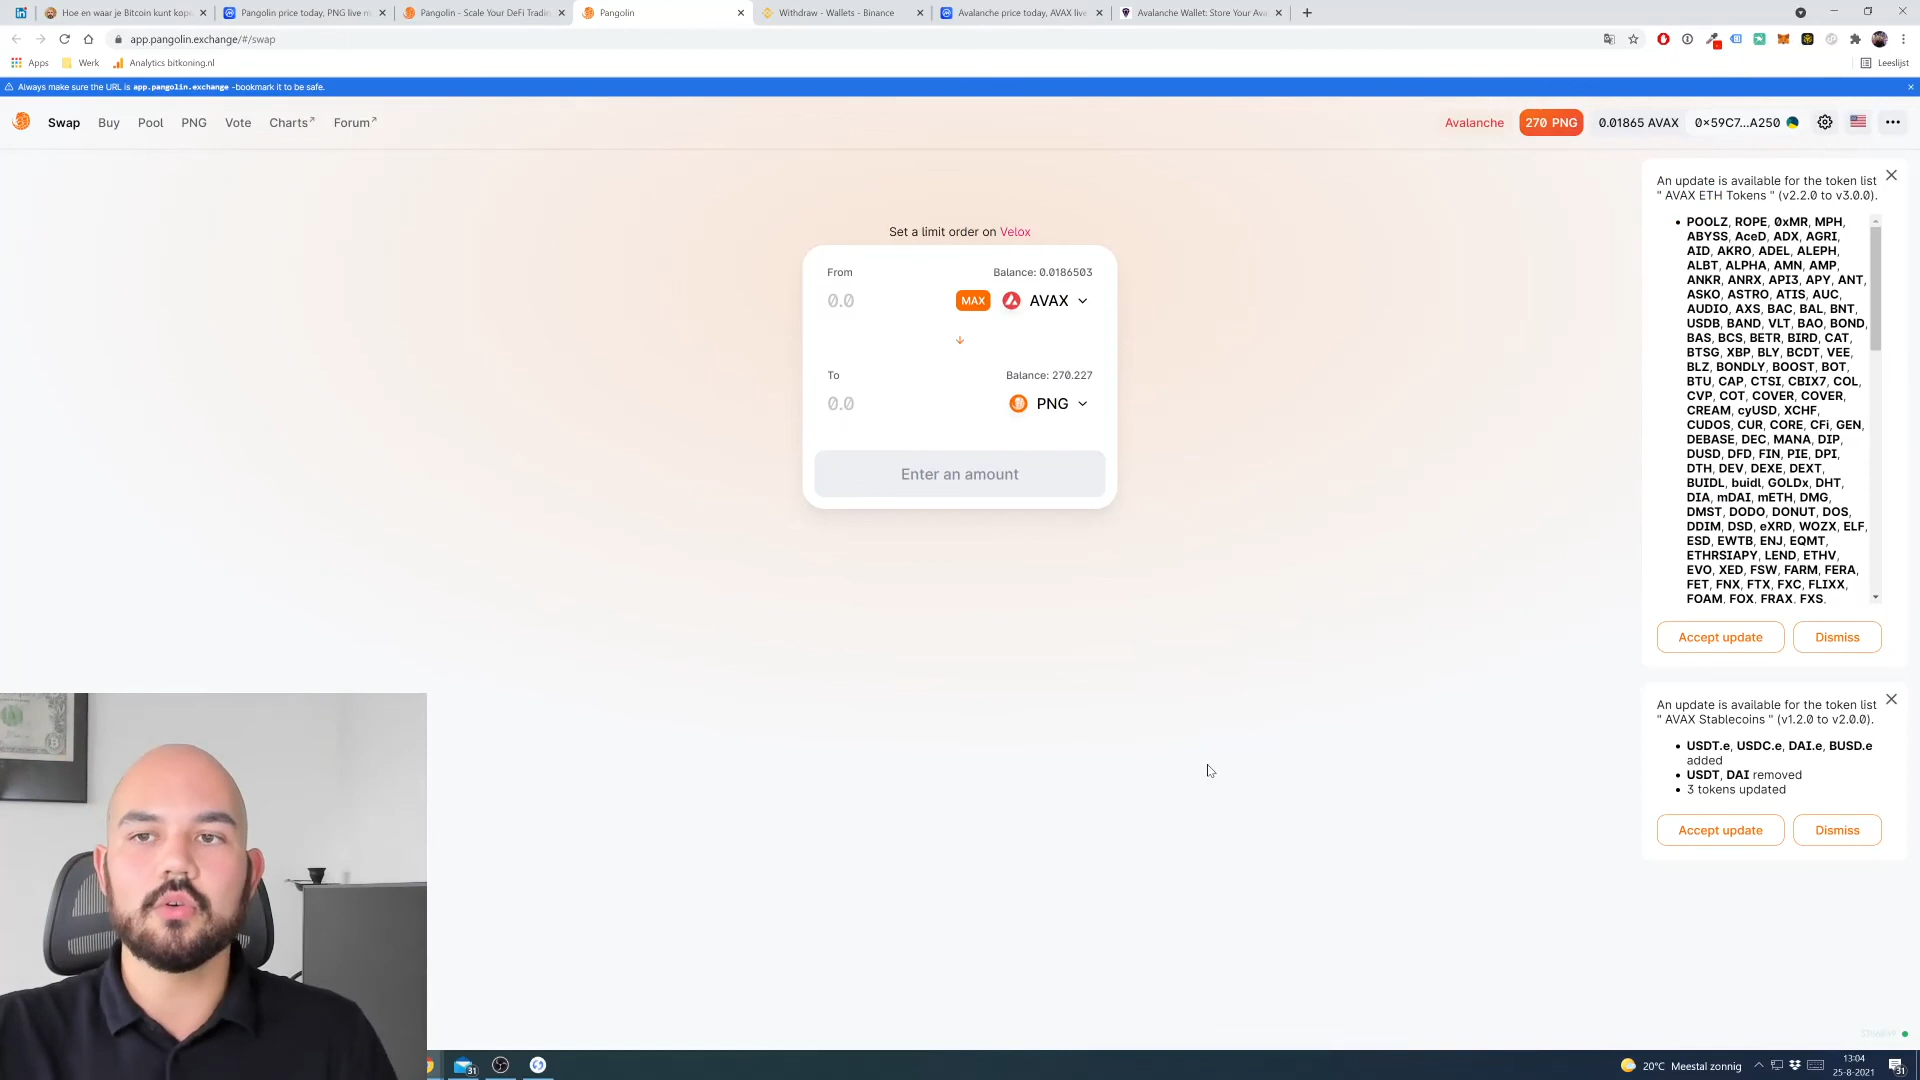 Hoe en waar je Bitcoin kunt kop
Pangolin price today, PNG live m
Pangolin - Scale Your DeFi Tradin
Pangolin
Withdraw - Wallets - Binance
Avalanche price today, AVAX live
Avalanche Wallet: Store Your Ava
app.pangolin.exchange/#/swap
Apps
Werk
Analytics bitkoning.nl
Leeslijst
Always make sure the URL is app.pangolin.exchange -bookmark it to be safe.
Swap
Buy
Pool
PNG
Vote
Charts↗
Forum↗
Avalanche
270 PNG
0.01865 AVAX
0x59C7...A250
An update is available for the token list
" AVAX ETH Tokens " (v2.2.0 to v3.0.0).
• POOLZ, ROPE, 0xMR, MPH,
ABYSS, AceD, ADX, AGRI,
AID, AKRO, ADEL, ALEPH,
ALBT, ALPHA, AMN, AMP,
ANKR, ANRX, API3, APY, ANT,
ASKO, ASTRO, ATIS, AUC,
AUDIO, AXS, BAC, BAL, BNT,
USDB, BAND, VLT, BAO, BOND,
BAS, BCS, BETR, BIRD, CAT,
BTSG, XBP, BLY, BCDT, VEE,
BLZ, BONDLY, BOOST, BOT,
BTU, CAP, CTSI, CBIX7, COL,
CVP, COT, COVER, COVER,
CREAM, cyUSD, XCHF,
CUDOS, CUR, CORE, CFi, GEN,
DEBASE, DEC, MANA, DIP,
DUSD, DFD, FIN, PIE, DPI,
DTH, DEV, DEXE, DEXT,
BUIDL, buidl, GOLDx, DHT,
DIA, mDAI, mETH, DMG,
DMST, DODO, DONUT, DOS,
DDIM, DSD, eXRD, WOZX, ELF,
ESD, EWTB, ENJ, EQMT,
ETHRSIAPY, LEND, ETHV,
EVO, XED, FSW, FARM, FERA,
FET, FNX, FTX, FXC, FLIXX,
FOAM, FOX, FRAX, FXS,
Accept update
Dismiss
Set a limit order on Velox
From
Balance: 0.0186503
0.0
MAX
AVAX
To
Balance: 270.227
0.0
PNG
Enter an amount
An update is available for the token list
" AVAX Stablecoins " (v1.2.0 to v2.0.0).
• USDT.e, USDC.e, DAI.e, BUSD.e
added
• USDT, DAI removed
• 3 tokens updated
Accept update
Dismiss
31
20°C Meestal zonnig
13:04
25-8-2021
31